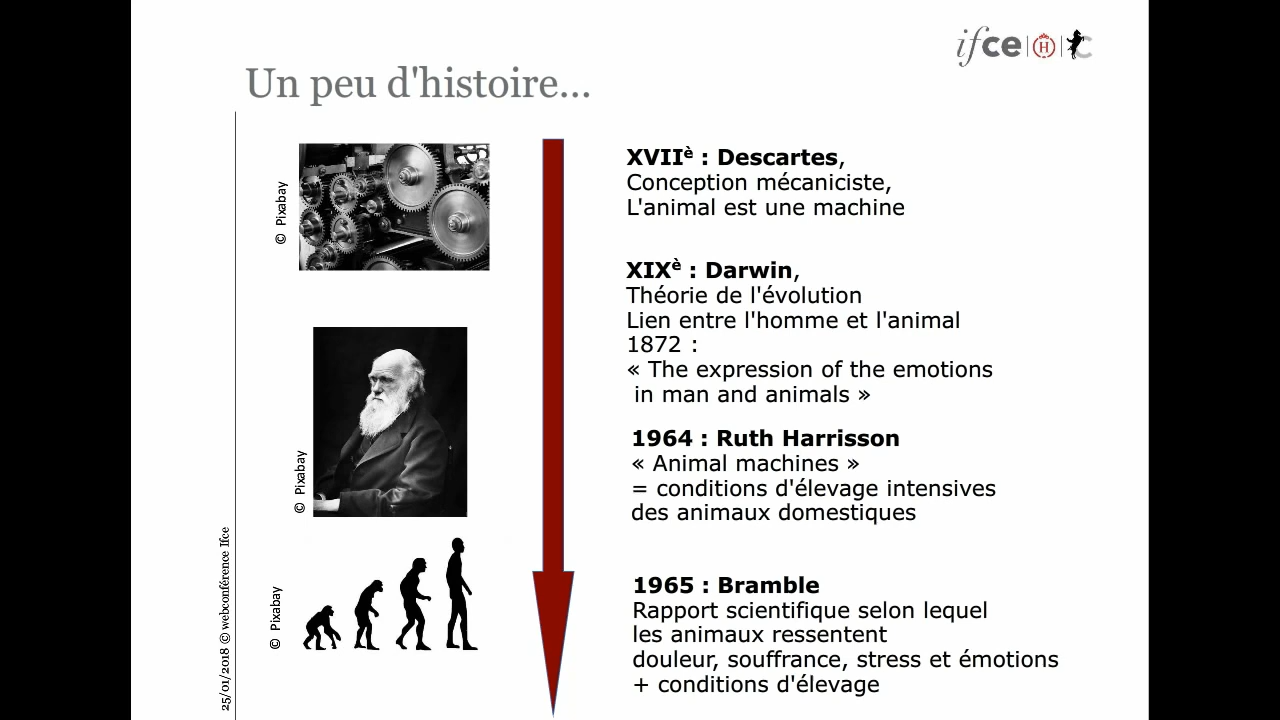 ifce | H | C
Un peu d'histoire...
© Pixabay
XVIIè : Descartes,
Conception mécaniciste,
L'animal est une machine
XIXè : Darwin,
Théorie de l'évolution
Lien entre l'homme et l'animal
1872 :
« The expression of the emotions
in man and animals »
© Pixabay
1964 : Ruth Harrisson
« Animal machines »
= conditions d'élevage intensives
des animaux domestiques
© Pixabay
1965 : Bramble
Rapport scientifique selon lequel
les animaux ressentent
douleur, souffrance, stress et émotions
+ conditions d'élevage
25/01/2018 © webconférence Ifce